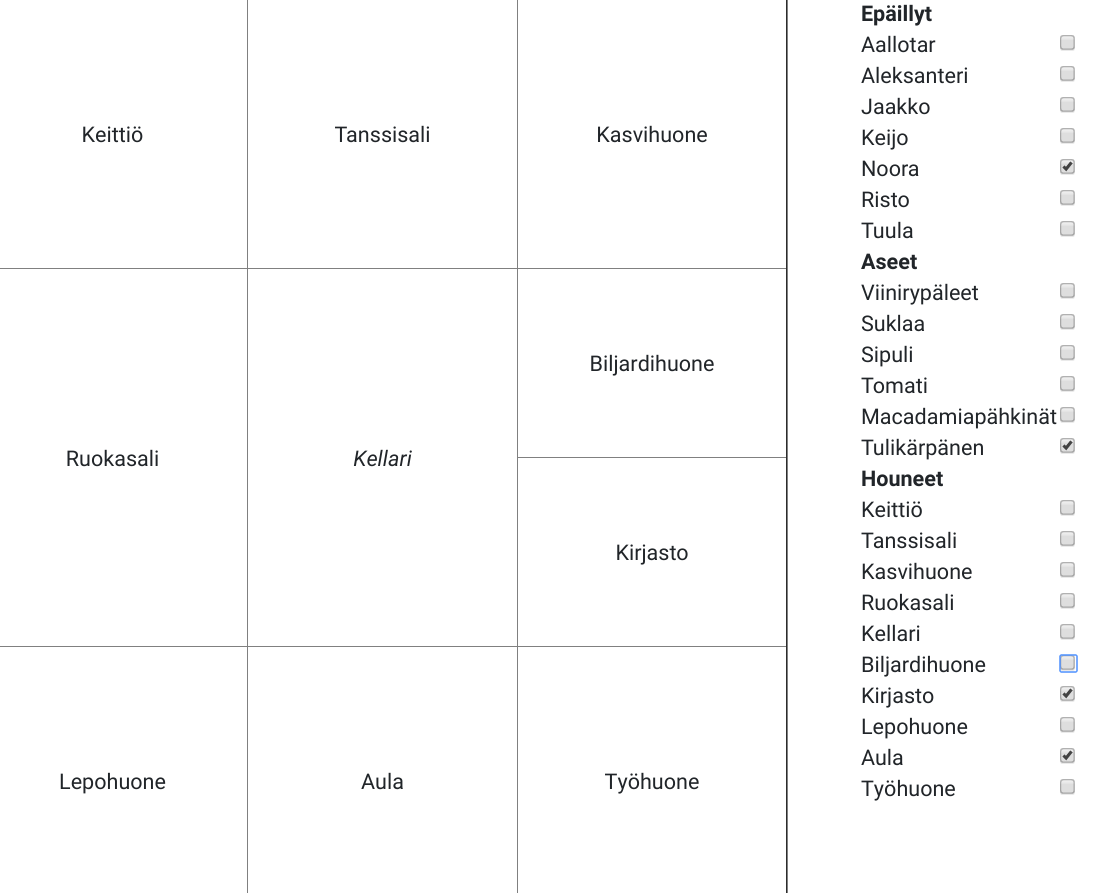 Keittiö
Tanssisali
Kasvihuone
Ruokasali
Kellari
Biljardihuone
Kirjasto
Lepohuone
Aula
Työhuone
Epäillyt
Aallotar
Aleksanteri
Jaakko
Keijo
Noora
Risto
Tuula
Aseet
Viinirypäleet
Suklaa
Sipuli
Tomati
Macadamiapähkinät
Tulikärpänen
Houneet
Keittiö
Tanssisali
Kasvihuone
Ruokasali
Kellari
Biljardihuone
Kirjasto
Lepohuone
Aula
Työhuone